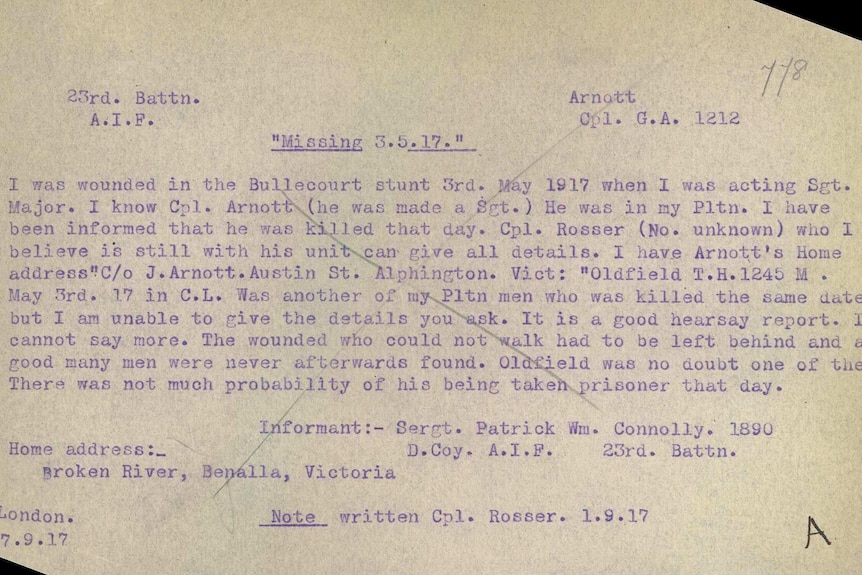 778
23rd. Battn. Arnott
A.I.F. Cpl. G.A. 1212
"Missing 3.5.17."
I was wounded in the Bullecourt stunt 3rd. May 1917 when I was acting Sgt.
Major. I know Cpl. Arnott (he was made a Sgt.) He was in my Pltn. I have
been informed that he was killed that day. Cpl. Rosser (No. unknown) who I
believe is still with his unit can give all details. I have Arnott's Home
address"C/o J.Arnott.Austin St. Alphington. Vict: "Oldfield T.H.1245 M .
May 3rd. 17 in C.L. Was another of my Pltn men who was killed the same date
but I am unable to give the details you ask. It is a good hearsay report. I
cannot say more. The wounded who could not walk had to be left behind and a
good many men were never afterwards found. Oldfield was no doubt one of the
There was not much probability of his being taken prisoner that day.
Informant:- Sergt. Patrick Wm. Connolly. 1890
Home address:_ D.Coy. A.I.F. 23rd. Battn.
Broken River, Benalla, Victoria
London. Note written Cpl. Rosser. 1.9.17
7.9.17
A